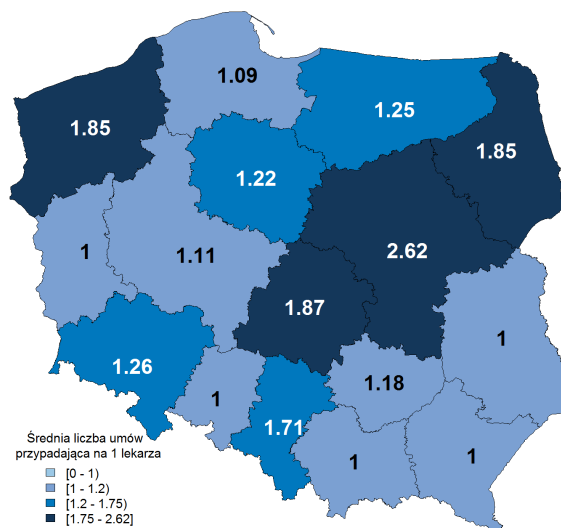 1.09
1.25
1.85
1.85
1.22
2.62
1
1.11
1.87
1
1.26
1.18
1
1.71
1
1
Średnia liczba umów
przypadająca na 1 lekarza
[0 - 1)
[1 - 1.2)
[1.2 - 1.75)
[1.75 - 2.62]